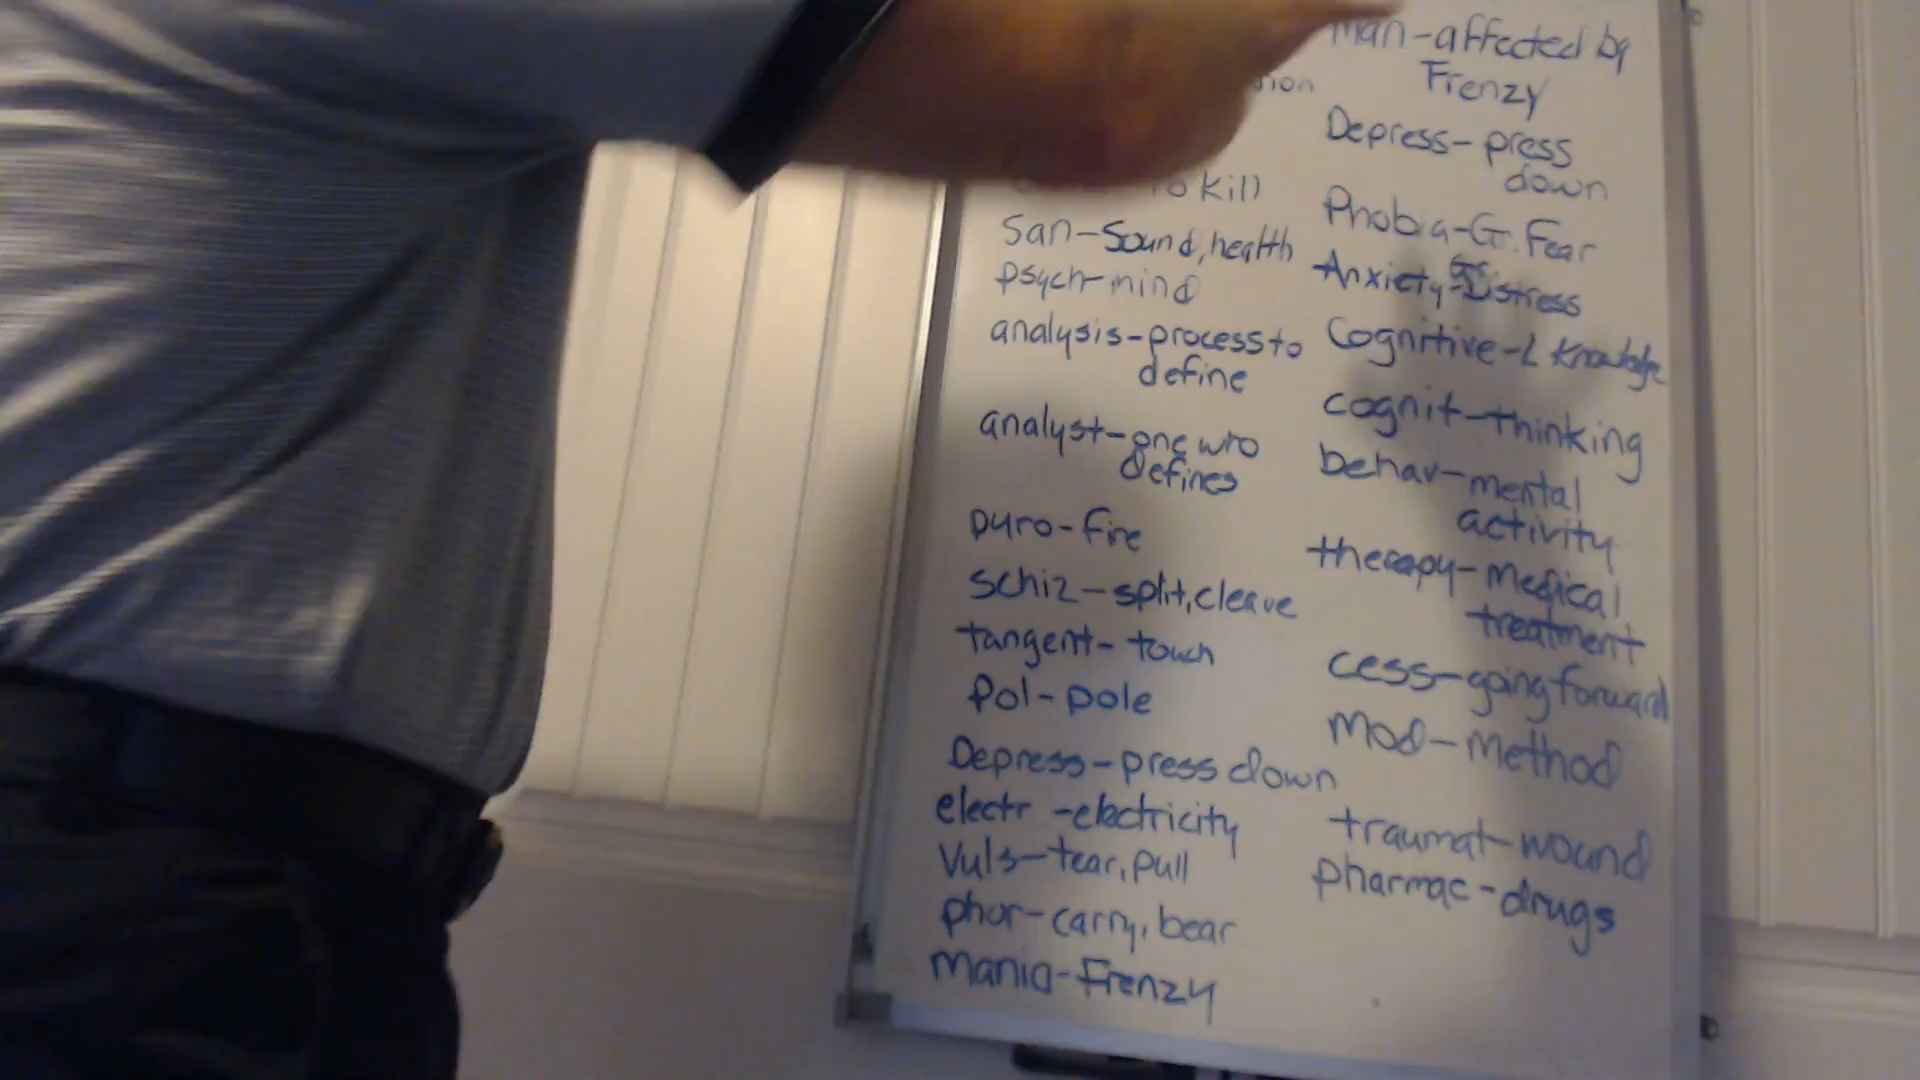 to kill
San-Sound, health
psych-mind
analysis-process to
define
analyst-one who
defines
pyro-fire
schiz-split, cleave
tangent-touch
Pol-pole
Depress-press down
electr-electricity
Vuls-tear, pull
phor-carry, bear
Mania-Frenzy
man-affected by
Frenzy
Depress-press
down
Phobia-Gr. Fear
Anxiety-Distress
Cognitive-L Knowledge
cognit-thinking
behav-mental
activity
therapy-medical
treatment
cess-going forward
mod-method
traumat-wound
pharmac-drugs